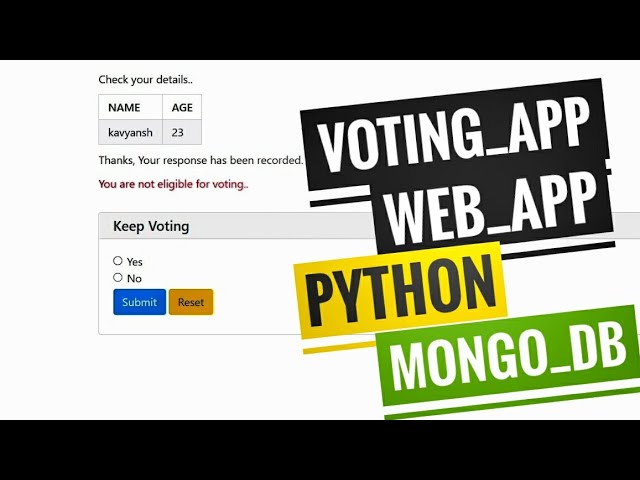 Check your details..
NAME AGE
kavyansh 23
Thanks, Your response has been recorded.
You are not eligible for voting..
Keep Voting
Yes
No
Submit Reset
VOTING_APP
WEB_APP
PYTHON
MONGO_DB